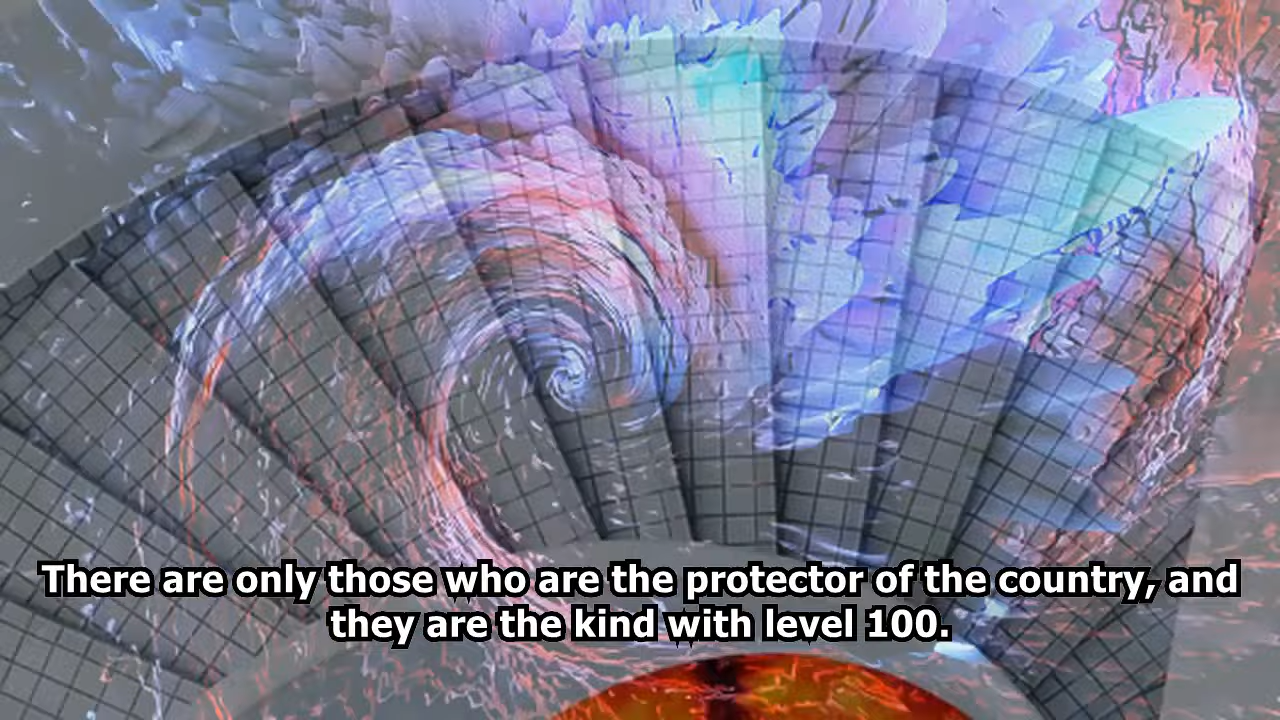 There are only those who are the protector of the country, and
they are the kind with level 100.